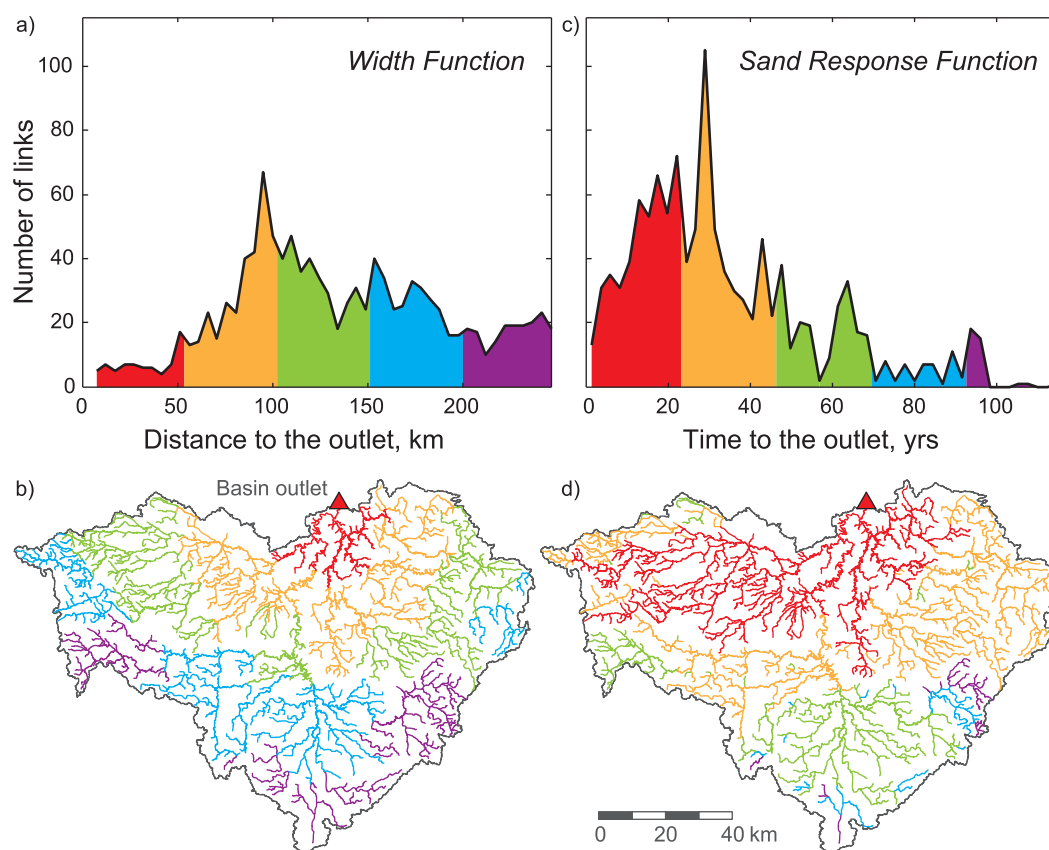 a)
Width Function
Number of links
100
80
60
40
20
0
0 50 100 150 200
Distance to the outlet, km
c)
Sand Response Function
0 20 40 60 80 100
Time to the outlet, yrs
b)
Basin outlet
d)
0 20 40 km